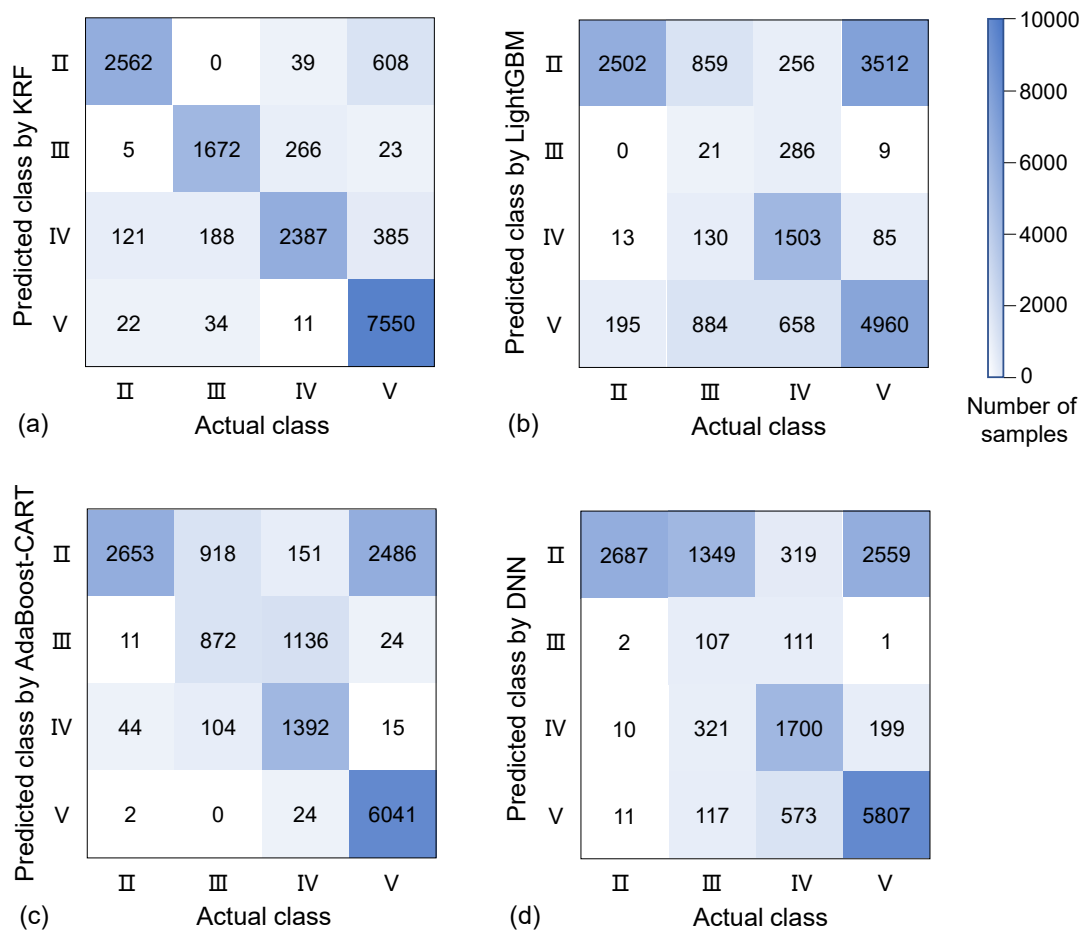 Predicted class by KRF
Ⅱ 2562 0 39 608
Ⅲ 5 1672 266 23
Ⅳ 121 188 2387 385
Ⅴ 22 34 11 7550
Ⅱ Ⅲ Ⅳ Ⅴ
(a) Actual class
Predicted class by LightGBM
Ⅱ 2502 859 256 3512
Ⅲ 0 21 286 9
Ⅳ 13 130 1503 85
Ⅴ 195 884 658 4960
Ⅱ Ⅲ Ⅳ Ⅴ
(b) Actual class
10000
8000
6000
4000
2000
0
Number of
samples
Predicted class by AdaBoost-CART
Ⅱ 2653 918 151 2486
Ⅲ 11 872 1136 24
Ⅳ 44 104 1392 15
Ⅴ 2 0 24 6041
Ⅱ Ⅲ Ⅳ Ⅴ
(c) Actual class
Predicted class by DNN
Ⅱ 2687 1349 319 2559
Ⅲ 2 107 111 1
Ⅳ 10 321 1700 199
Ⅴ 11 117 573 5807
Ⅱ Ⅲ Ⅳ Ⅴ
(d) Actual class